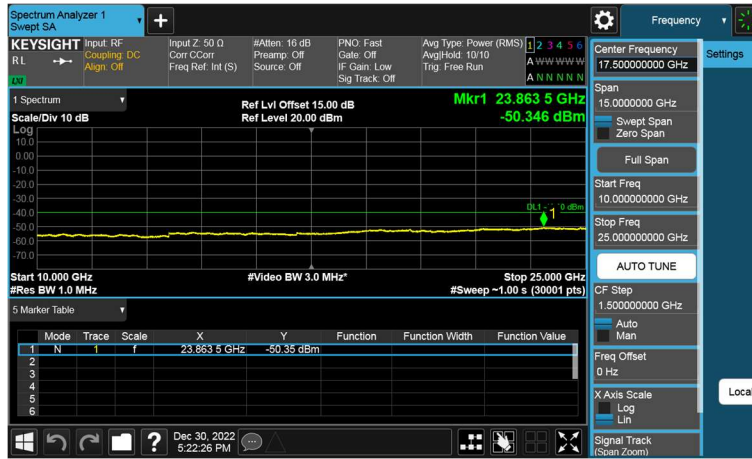 Spectrum Analyzer 1
Swept SA
Frequency
KEYSIGHT
RL
LXI
Input: RF
Coupling: DC
Align: Off
Input Z: 50 Ω
Corr CCorr
Freq Ref: Int (S)
#Atten: 16 dB
Preamp: Off
Source: Off
PNO: Fast
Gate: Off
IF Gain: Low
Sig Track: Off
Avg Type: Power (RMS)
Avg|Hold: 10/10
Trig: Free Run
1 2 3 4 5 6
A W W W W W
A N N N N N
1 Spectrum
Scale/Div 10 dB
Ref Lvl Offset 15.00 dB
Ref Level 20.00 dBm
Mkr1 23.863 5 GHz
-50.346 dBm
Log
10.0
0.00
-10.0
-20.0
-30.0
-40.0
-50.0
-60.0
-70.0
1
Start 10.000 GHz
#Res BW 1.0 MHz
#Video BW 3.0 MHz*
Stop 25.000 GHz
#Sweep ~1.00 s (30001 pts)
5 Marker Table
Mode Trace Scale X Y Function Function Width Function Value
1 N 1 f 23.863 5 GHz -50.35 dBm
2
3
4
5
6
Dec 30, 2022
5:22:26 PM
Center Frequency
17.500000000 GHz
Settings
Span
15.0000000 GHz
Swept Span
Zero Span
Full Span
Start Freq
10.000000000 GHz
Stop Freq
25.000000000 GHz
AUTO TUNE
CF Step
1.500000000 GHz
Auto
Man
Freq Offset
0 Hz
X Axis Scale
Log
Lin
Local
Signal Track
(Span Zoom)